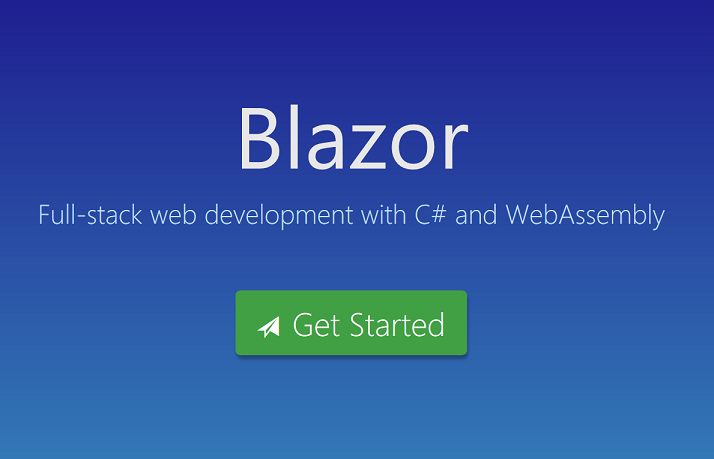 Blazor
Full-stack web development with C# and WebAssembly
Get Started